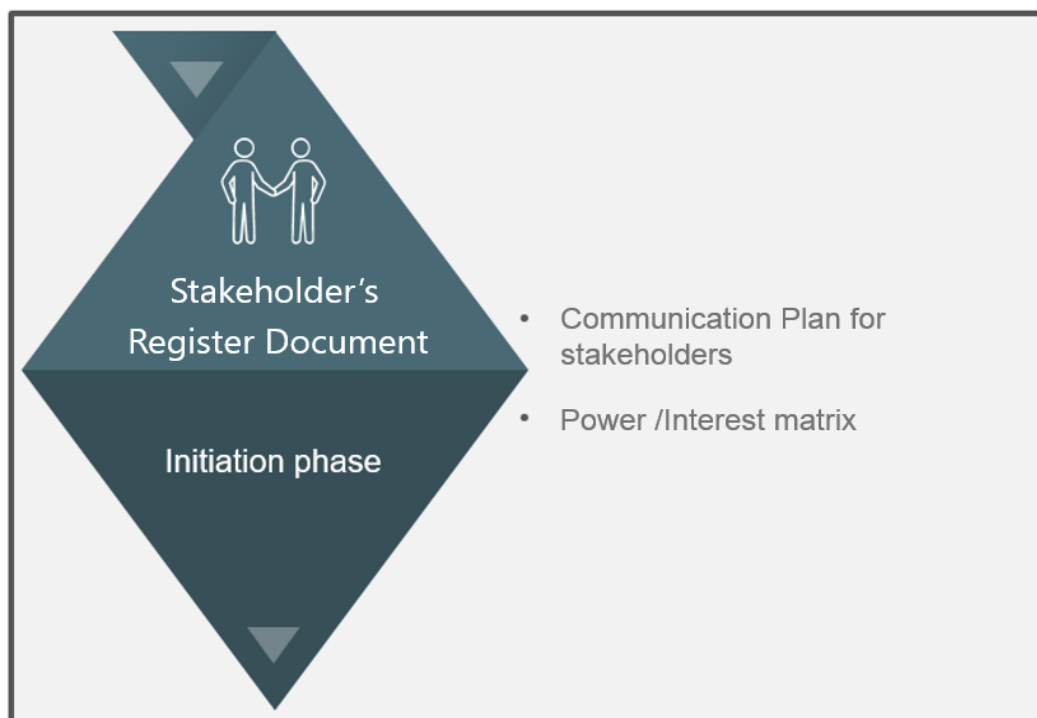 Stakeholder’s
Register Document
Initiation phase
• Communication Plan for
stakeholders
• Power /Interest matrix